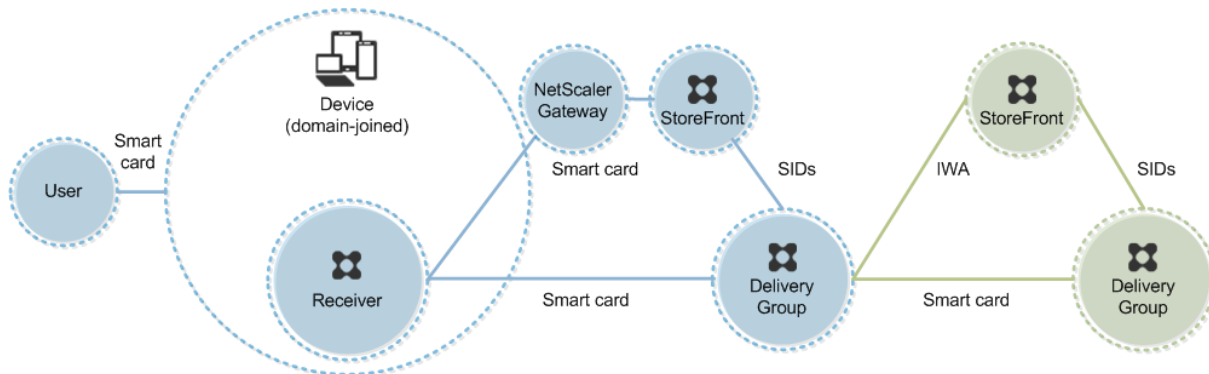 User
Smart
card
Device
(domain-joined)
Receiver
NetScaler
Gateway
StoreFront
Smart card
SIDs
Smart card
Delivery
Group
IWA
StoreFront
SIDs
Smart card
Delivery
Group